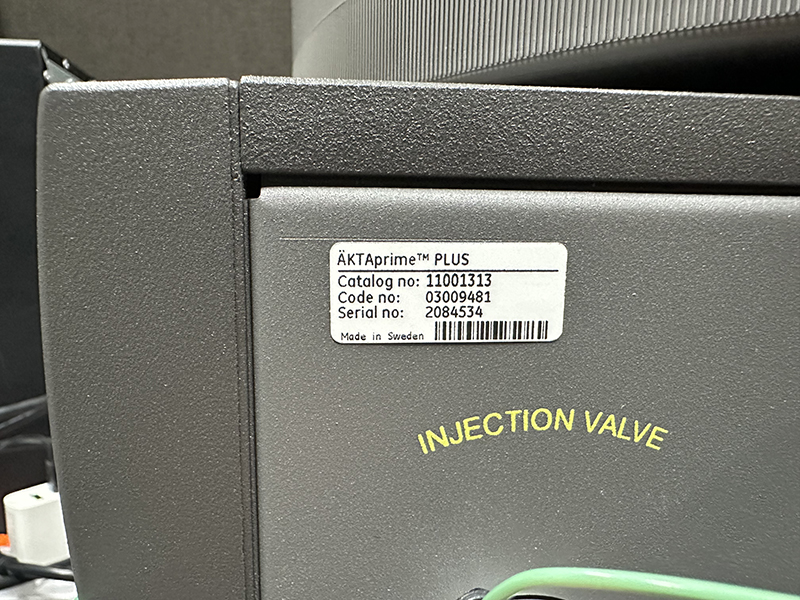 ÄKTAprime™ PLUS
Catalog no: 11001313
Code no: 03009481
Serial no: 2084534
Made in Sweden
INJECTION VALVE